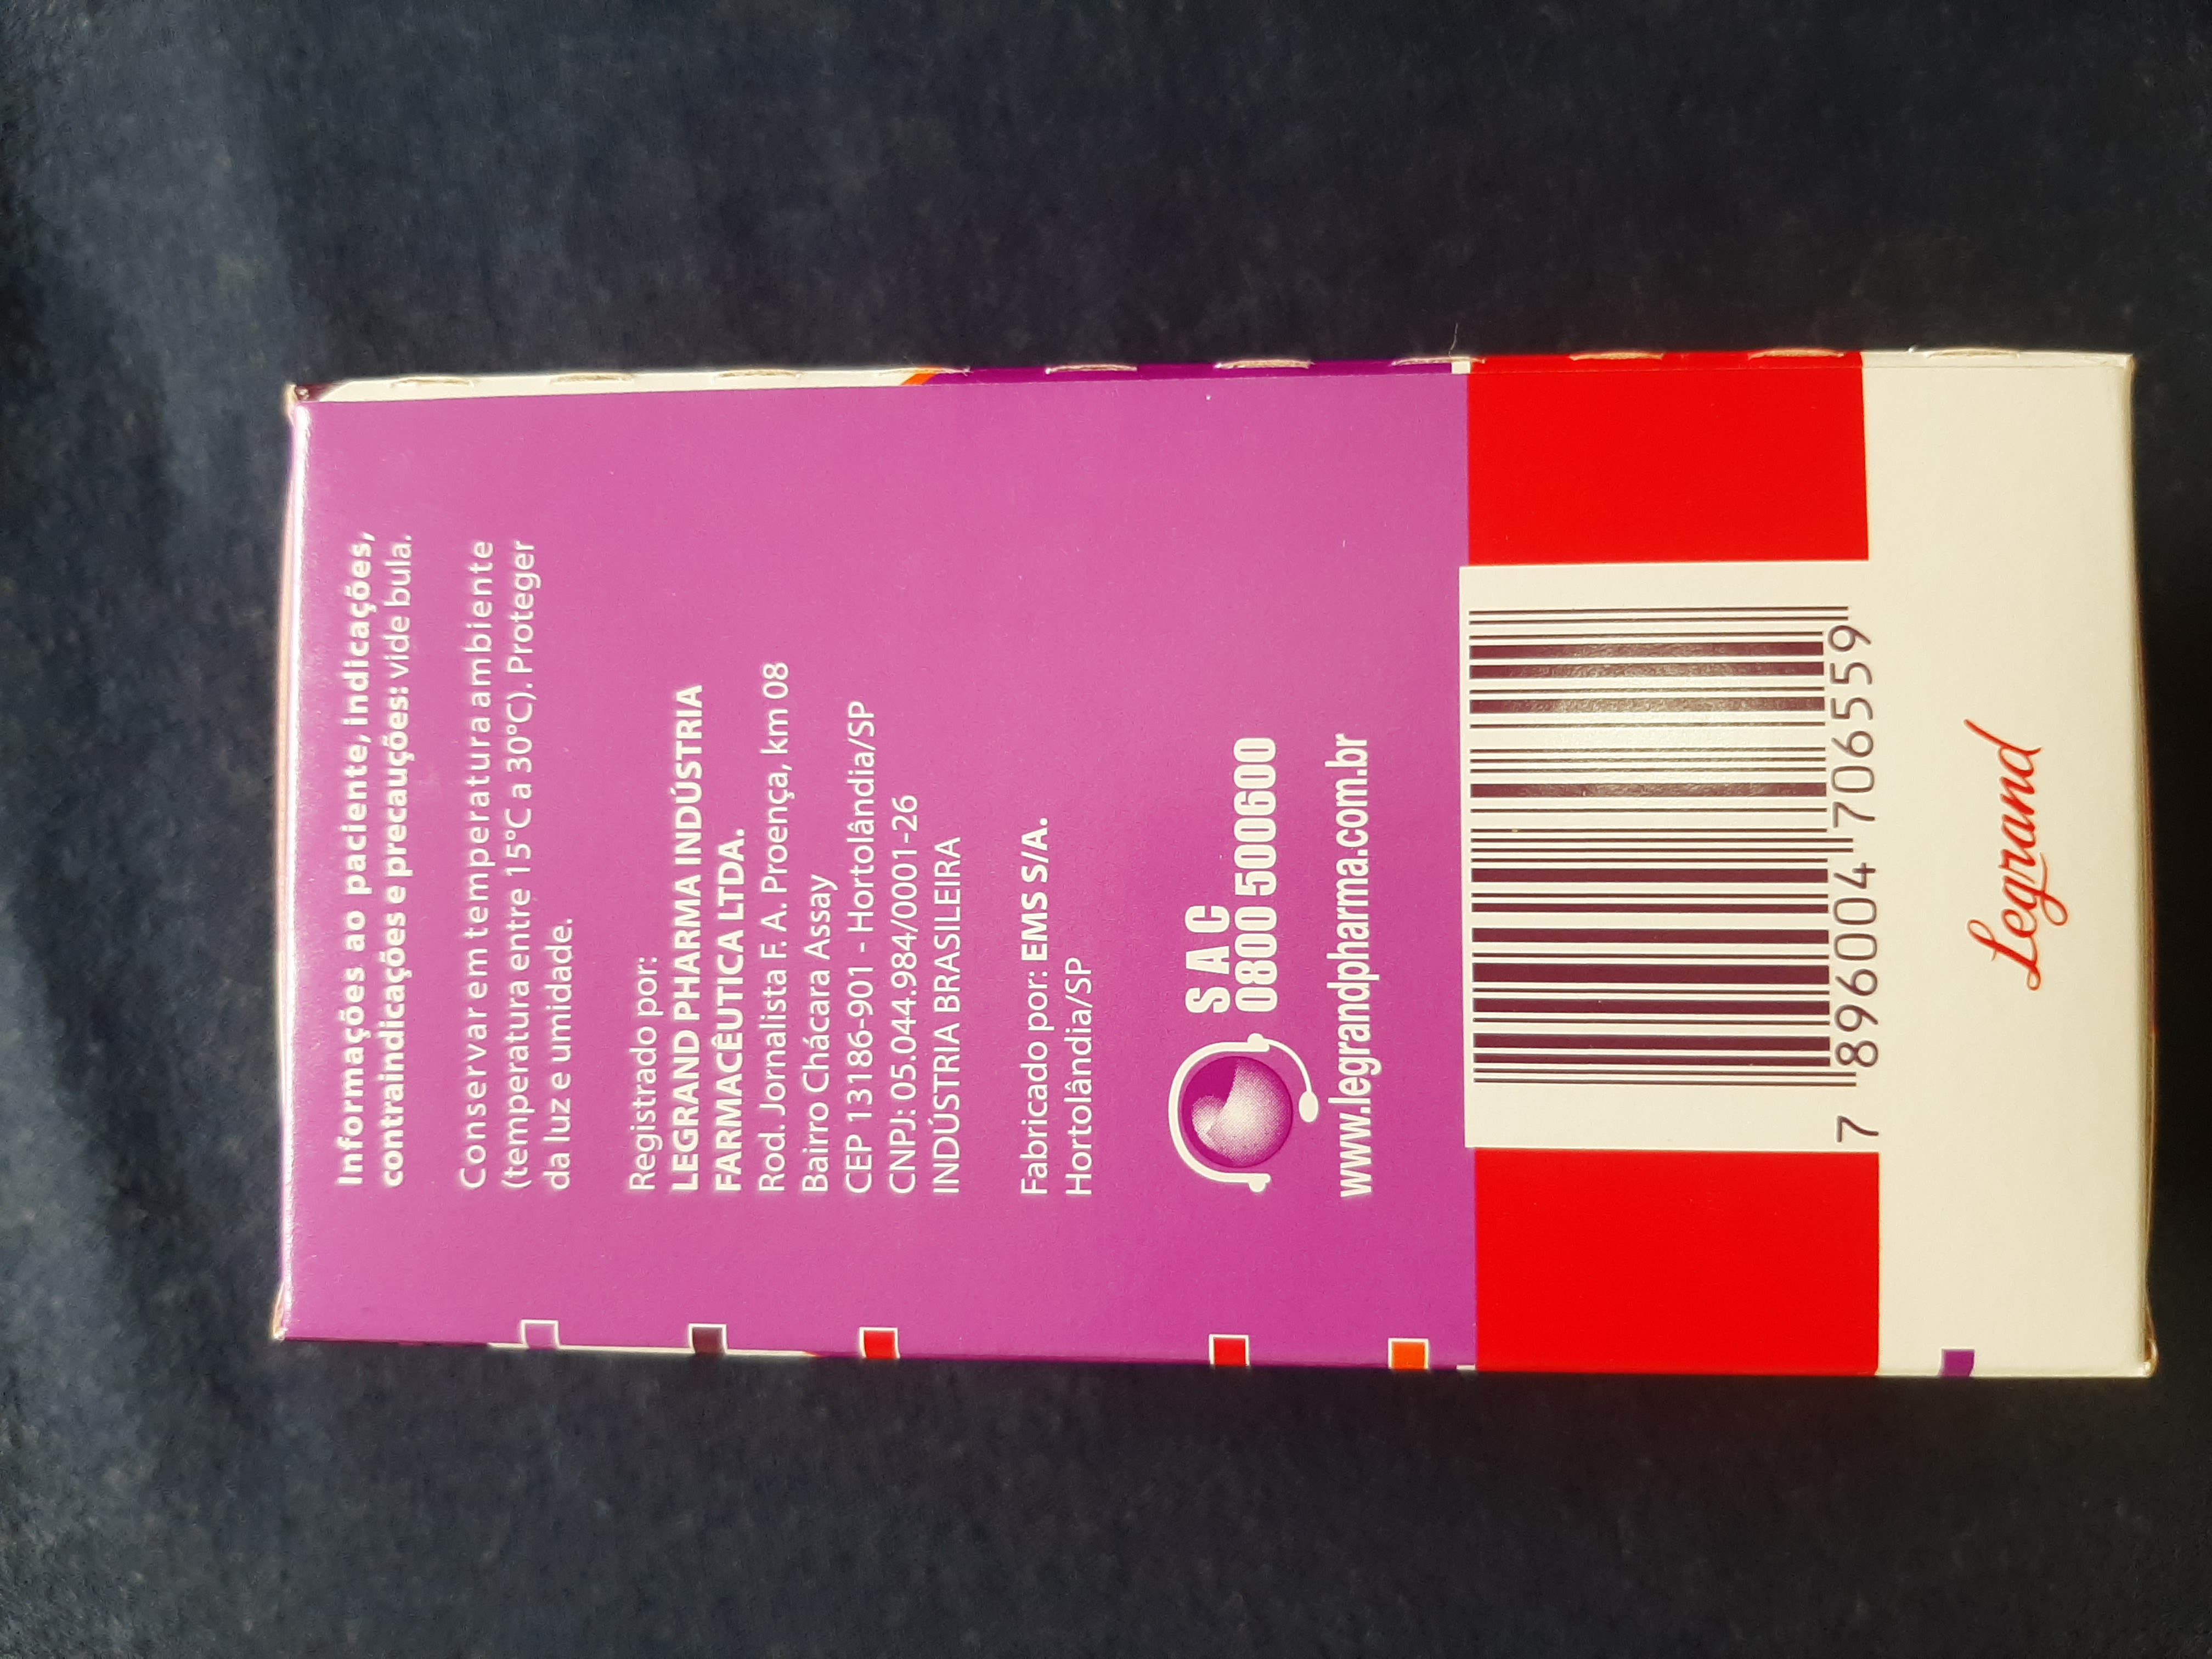 Informações ao paciente, indicações,
contraindicações e precauções: vide bula.
Conservar em temperatura ambiente
(temperatura entre 15°C a 30°C). Proteger
da luz e umidade.
Registrado por:
LEGRAND PHARMA INDÚSTRIA
FARMACÊUTICA LTDA.
Rod. Jornalista F. A. Proença, km 08
Bairro Chácara Assay
CEP 13186-901 - Hortolândia/SP
CNPJ: 05.044.984/0001-26
INDÚSTRIA BRASILEIRA
Fabricado por: EMS S/A.
Hortolândia/SP
SAC
0800 500600
www.legrandpharma.com.br
7 896004 706559
Legrand